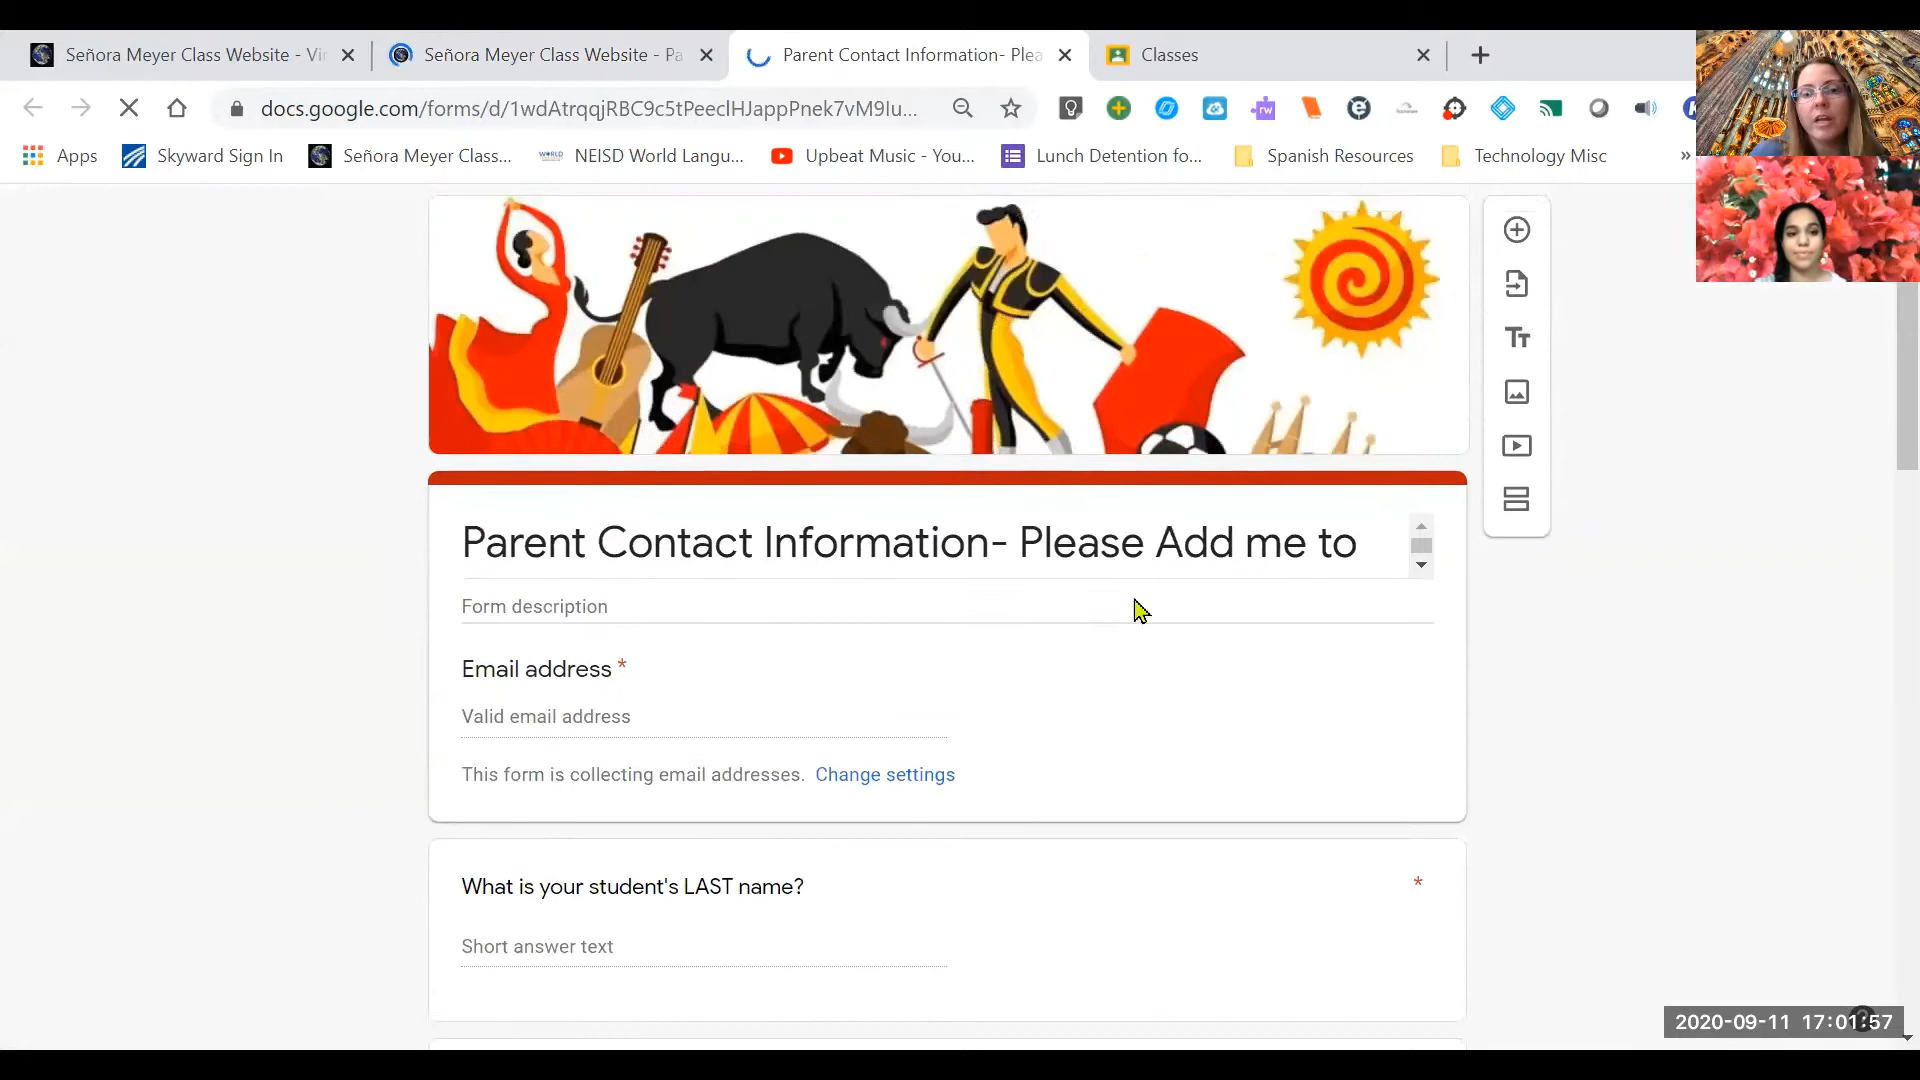 Señora Meyer Class Website - Vir
Señora Meyer Class Website - Pa
Parent Contact Information- Plea
Classes
docs.google.com/forms/d/1wdAtrqqjRBC9c5tPeeclHJappPnek7vM9Iu...
rw
Apps
Skyward Sign In
Señora Meyer Class...
WORLD
NEISD World Langu...
Upbeat Music - You...
Lunch Detention fo...
Spanish Resources
Technology Misc
»
Tт
Parent Contact Information- Please Add me to
Form description
Email address *
Valid email address
This form is collecting email addresses. Change settings
What is your student's LAST name? *
Short answer text
2020-09-11 17:01:57